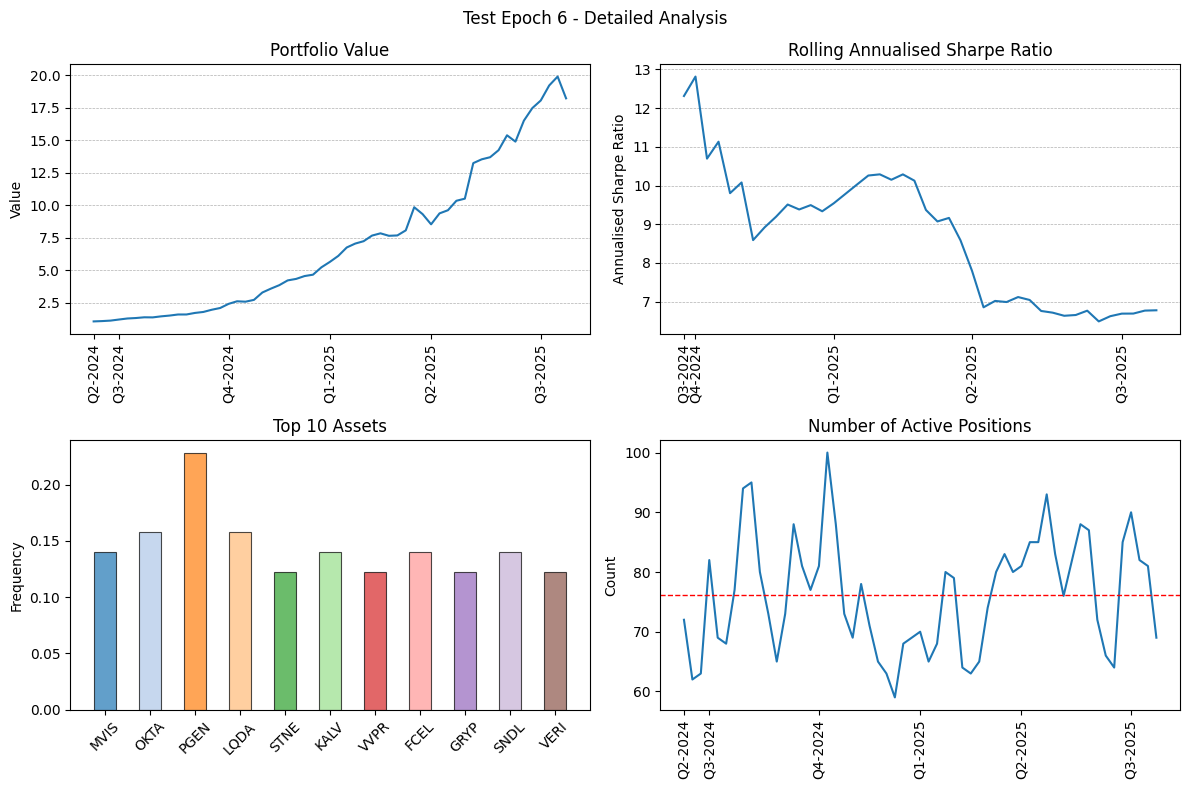 Test Epoch 6 - Detailed Analysis
Portfolio Value
Value
20.0
17.5
15.0
12.5
10.0
7.5
5.0
2.5
Q2-2024
Q3-2024
Q4-2024
Q1-2025
Q2-2025
Q3-2025
Rolling Annualised Sharpe Ratio
Annualised Sharpe Ratio
13
12
11
10
9
8
7
Q3-2024
Q4-2024
Q1-2025
Q2-2025
Q3-2025
Top 10 Assets
Frequency
0.20
0.15
0.10
0.05
0.00
MVIS
OKTA
PGEN
LQDA
STNE
KALV
VVPR
FCEL
GRYP
SNDL
VERI
Number of Active Positions
Count
100
90
80
70
60
Q2-2024
Q3-2024
Q4-2024
Q1-2025
Q2-2025
Q3-2025